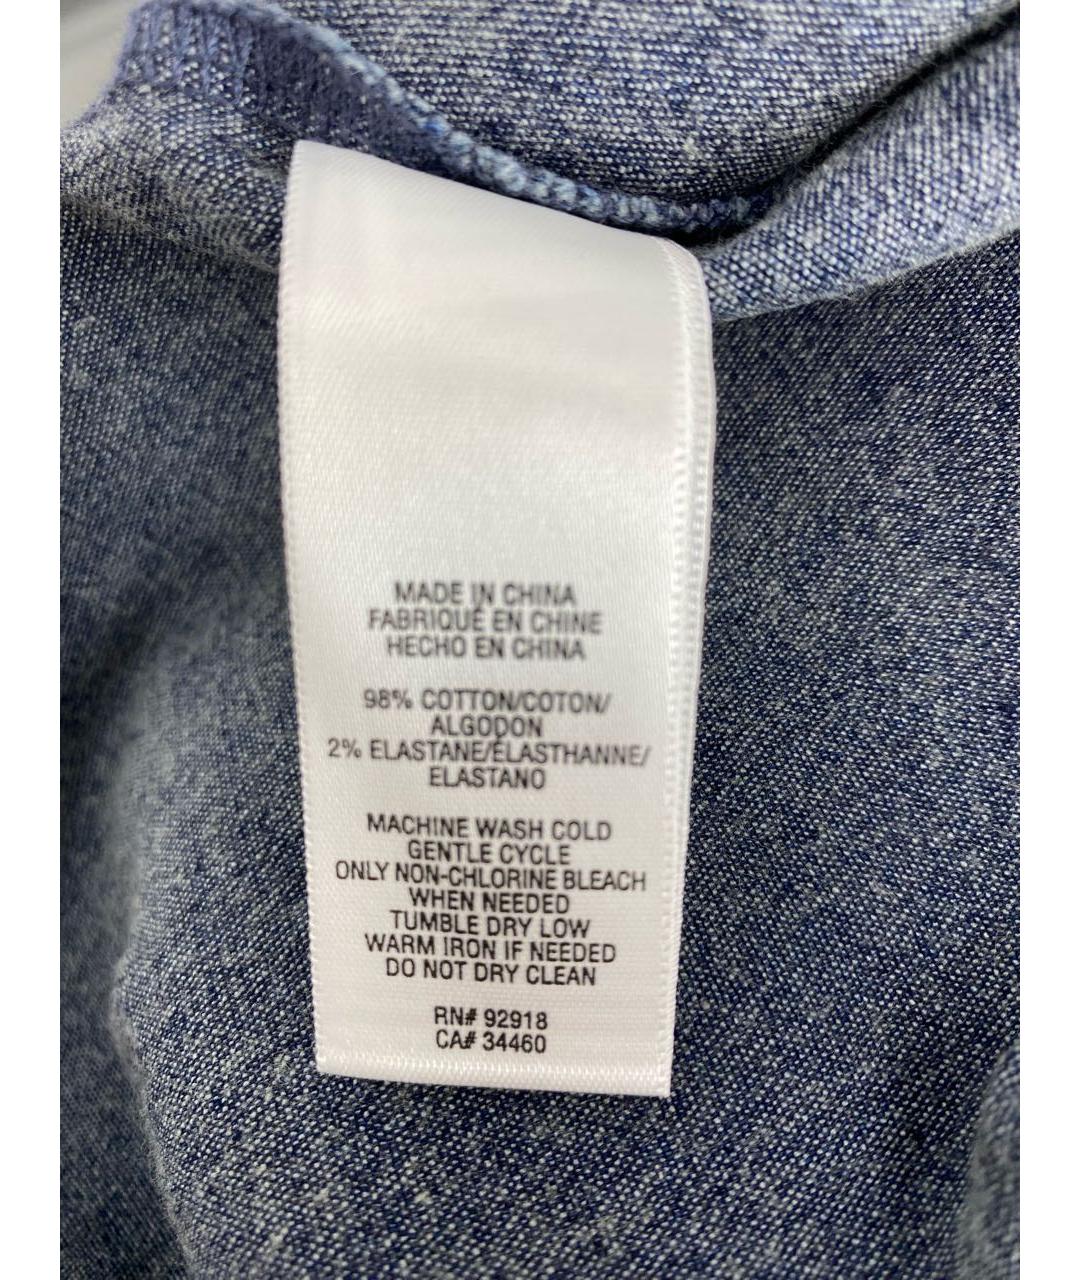 MADE IN CHINA
FABRIQUÉ EN CHINE
HECHO EN CHINA
98% COTTON/COTON/
ALGODON
2% ELASTANE/ÉLASTHANNE/
ELASTANO
MACHINE WASH COLD
GENTLE CYCLE
ONLY NON-CHLORINE BLEACH
WHEN NEEDED
TUMBLE DRY LOW
WARM IRON IF NEEDED
DO NOT DRY CLEAN
RN# 92918
CA# 34460